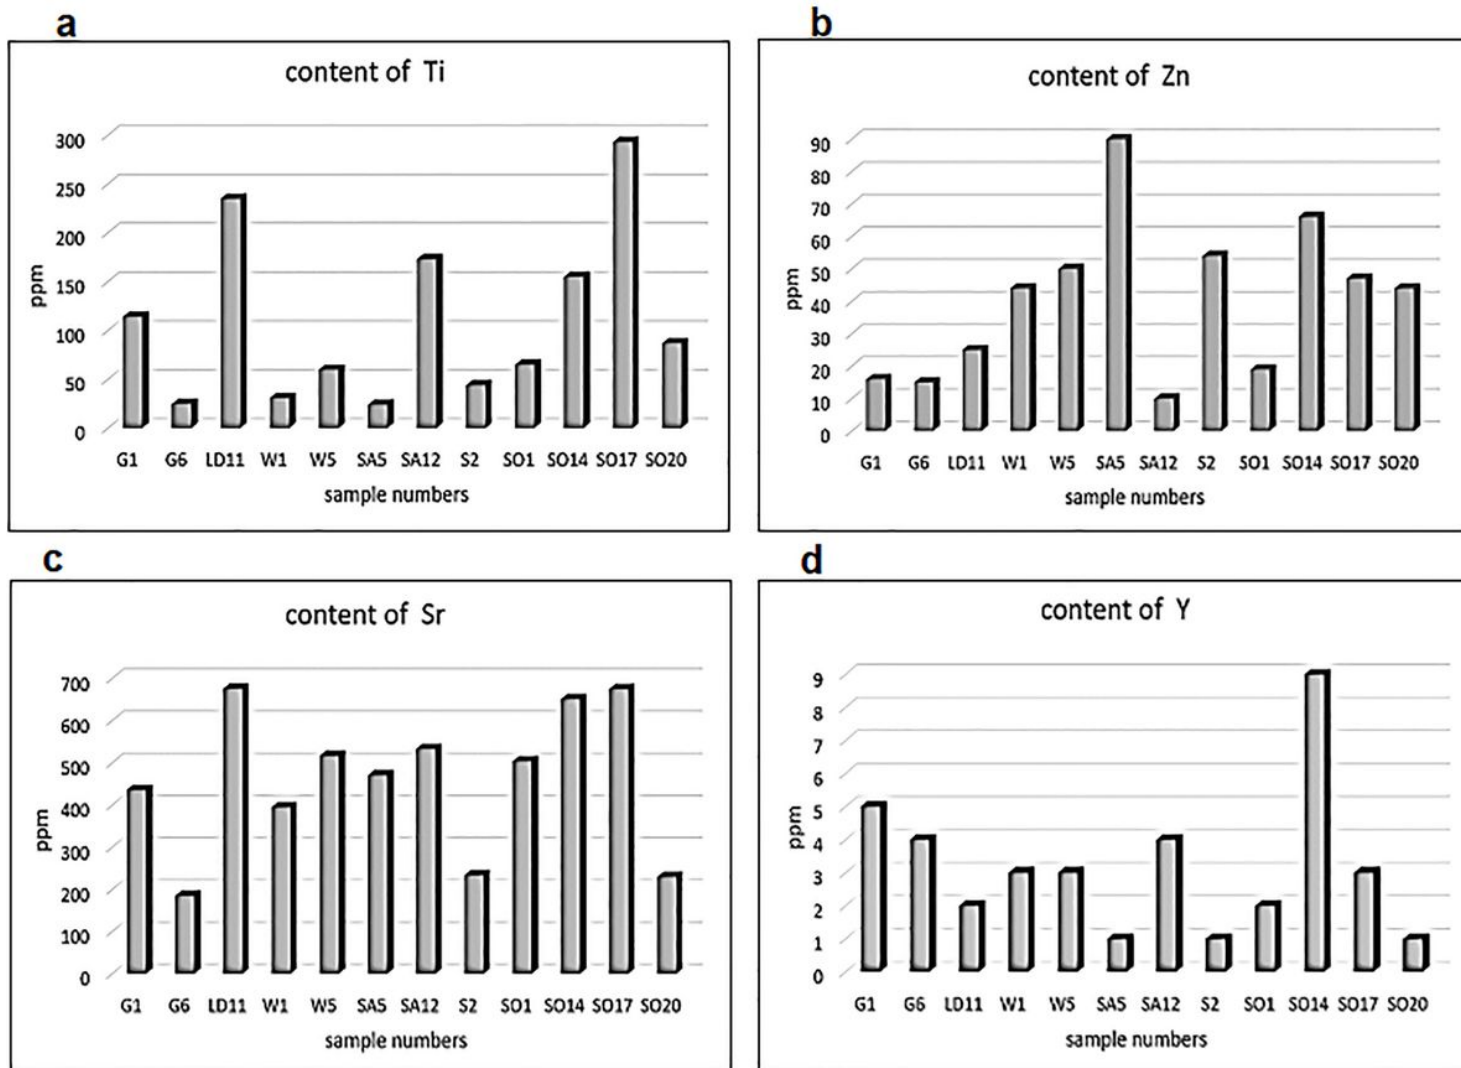 a
content of Ti
300
250
200
150
100
50
0
ppm
G1 G6 LD11 W1 W5 SA5 SA12 S2 SO1 SO14 SO17 SO20
sample numbers
b
content of Zn
90
80
70
60
50
40
30
20
10
0
ppm
G1 G6 LD11 W1 W5 SA5 SA12 S2 SO1 SO14 SO17 SO20
sample numbers
c
content of Sr
700
600
500
400
300
200
100
0
ppm
G1 G6 LD11 W1 W5 SA5 SA12 S2 SO1 SO14 SO17 SO20
sample numbers
d
content of Y
9
8
7
6
5
4
3
2
1
0
ppm
G1 G6 LD11 W1 W5 SA5 SA12 S2 SO1 SO14 SO17 SO20
sample numbers